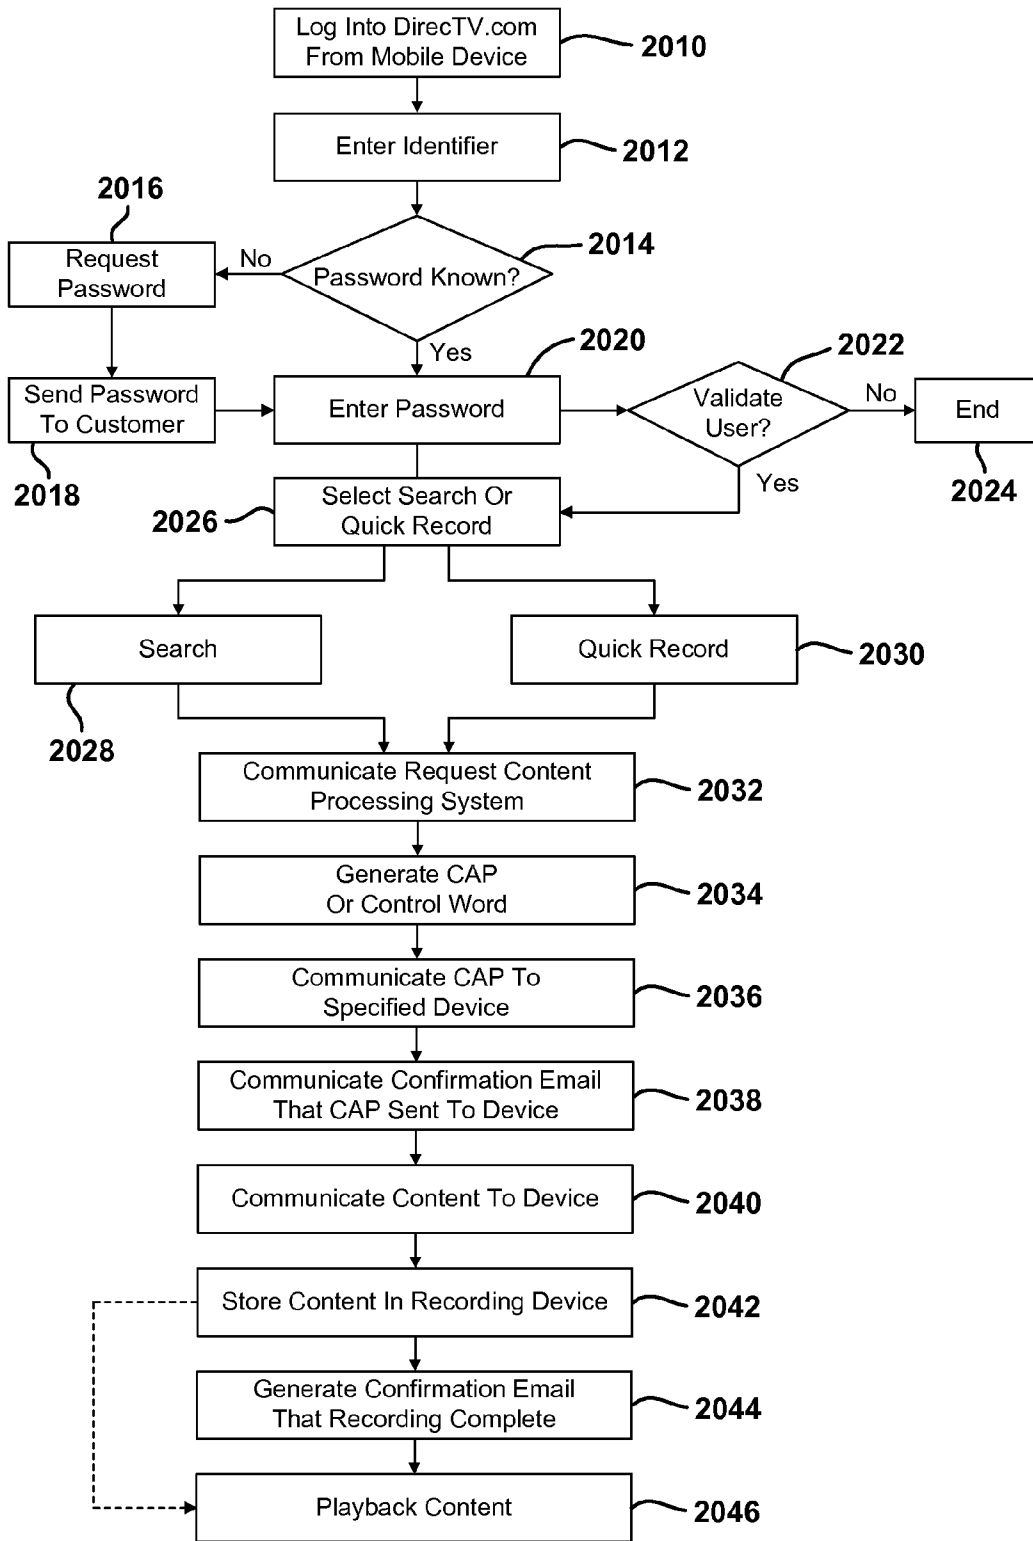 Log Into DirecTV.com
From Mobile Device
2010
Enter Identifier
2012
2016
2014
No
Request
Password
Password Known?
Yes
2020
2022
Send Password
To Customer
Enter Password
Validate
User?
No
End
2018
2024
Yes
2026
Select Search Or
Quick Record
Search
Quick Record
2030
2028
Communicate Request Content
Processing System
2032
Generate CAP
Or Control Word
2034
Communicate CAP To
Specified Device
2036
Communicate Confirmation Email
That CAP Sent To Device
2038
Communicate Content To Device
2040
Store Content In Recording Device
2042
Generate Confirmation Email
That Recording Complete
2044
Playback Content
2046